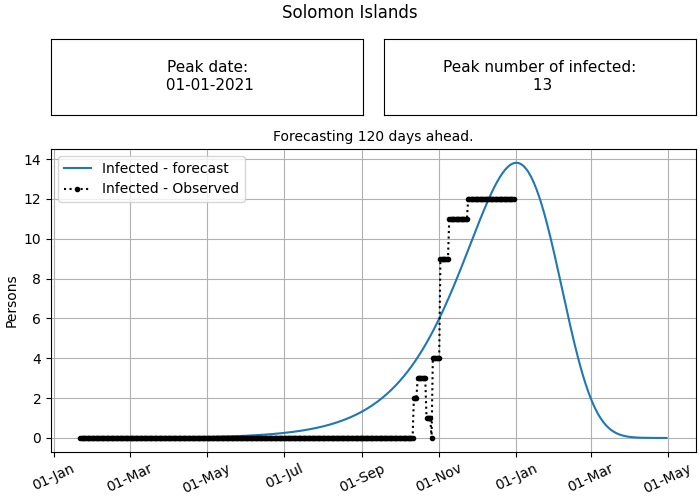 Solomon Islands
Peak date:
01-01-2021
Peak number of infected:
13
Forecasting 120 days ahead.
Infected - forecast
Infected - Observed
Persons
14
12
10
8
6
4
2
0
01-Jan
01-Mar
01-May
01-Jul
01-Sep
01-Nov
01-Jan
01-Mar
01-May